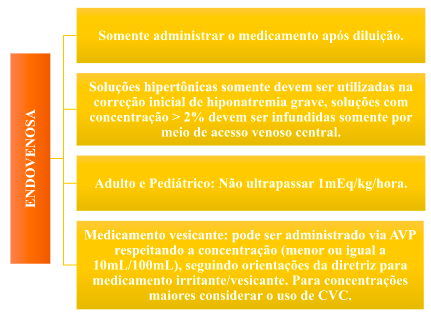 ENDOVENOSA
Somente administrar o medicamento após diluição.
Soluções hipertônicas somente devem ser utilizadas na
correção inicial de hiponatremia grave, soluções com
concentração > 2% devem ser infundidas somente por
meio de acesso venoso central.
Adulto e Pediátrico: Não ultrapassar 1mEq/kg/hora.
Medicamento vesicante: pode ser administrado via AVP
respeitando a concentração (menor ou igual a
10mL/100mL), seguindo orientações da diretriz para
medicamento irritante/vesicante. Para concentrações
maiores considerar o uso de CVC.